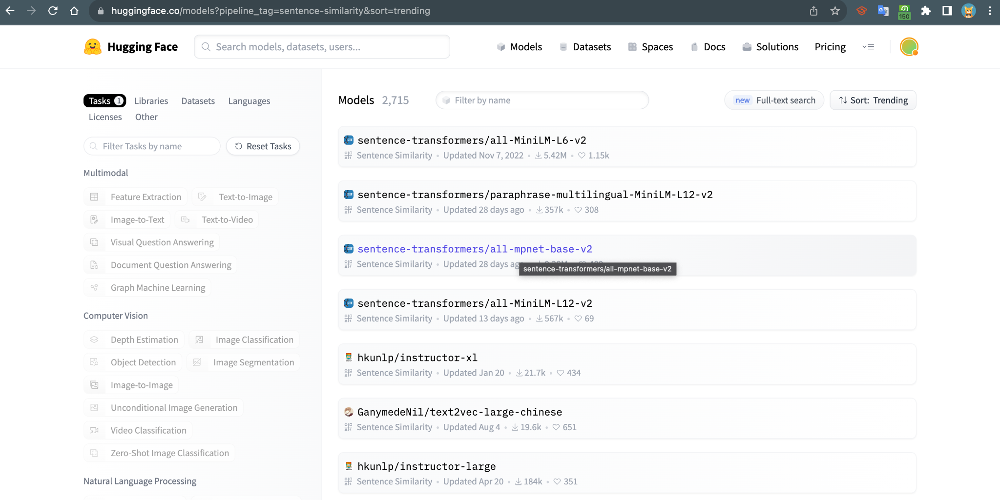 huggingface.co/models?pipeline_tag=sentence-similarity&sort=trending
150
Hugging Face
Search models, datasets, users...
Models
Datasets
Spaces
Docs
Solutions
Pricing
Tasks 1
Libraries
Datasets
Languages
Licenses
Other
Filter Tasks by name
Reset Tasks
Multimodal
Feature Extraction
Text-to-Image
Image-to-Text
Text-to-Video
Visual Question Answering
Document Question Answering
Graph Machine Learning
Computer Vision
Depth Estimation
Image Classification
Object Detection
Image Segmentation
Image-to-Image
Unconditional Image Generation
Video Classification
Zero-Shot Image Classification
Natural Language Processing
Models 2,715
Filter by name
new Full-text search
Sort: Trending
sentence-transformers/all-MiniLM-L6-v2
Sentence Similarity • Updated Nov 7, 2022 • 5.42M • 1.15k
sentence-transformers/paraphrase-multilingual-MiniLM-L12-v2
Sentence Similarity • Updated 28 days ago • 357k • 308
sentence-transformers/all-mpnet-base-v2
Sentence Similarity • Updated 28 days
sentence-transformers/all-mpnet-base-v2
sentence-transformers/all-MiniLM-L12-v2
Sentence Similarity • Updated 13 days ago • 567k • 69
hkunlp/instructor-xl
Sentence Similarity • Updated Jan 20 • 21.7k • 434
GanymedeNil/text2vec-large-chinese
Sentence Similarity • Updated Aug 4 • 19.6k • 651
hkunlp/instructor-large
Sentence Similarity • Updated Apr 20 • 184k • 351